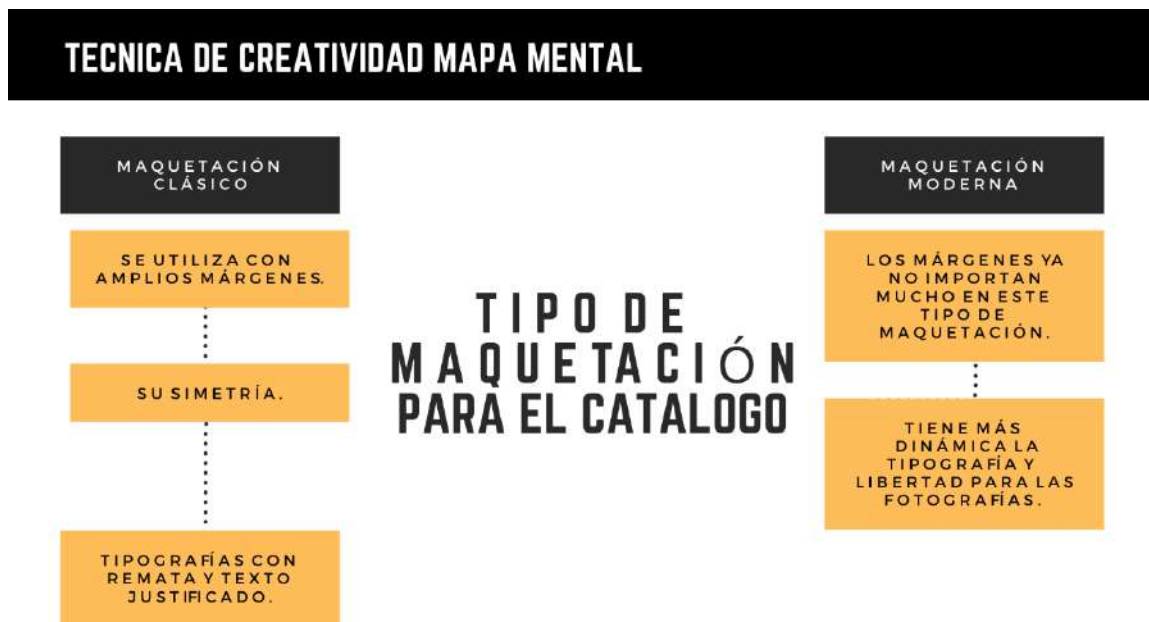 TECNICA DE CREATIVIDAD MAPA MENTAL
MAQUETACIÓN
CLÁSICO
SE UTILIZA CON
AMPLIOS MÁRGENES.
SU SIMETRÍA.
TIPOGRAFÍAS CON
REMATA Y TEXTO
JUSTIFICADO.
TIPO DE
MAQUETACIÓN
PARA EL CATALOGO
MAQUETACIÓN
MODERNA
LOS MÁRGENES YA
NO IMPORTAN
MUCHO EN ESTE
TIPO DE
MAQUETACIÓN.
TIENE MÁS
DINÁMICA LA
TIPOGRAFÍA Y
LIBERTAD PARA LAS
FOTOGRAFÍAS.